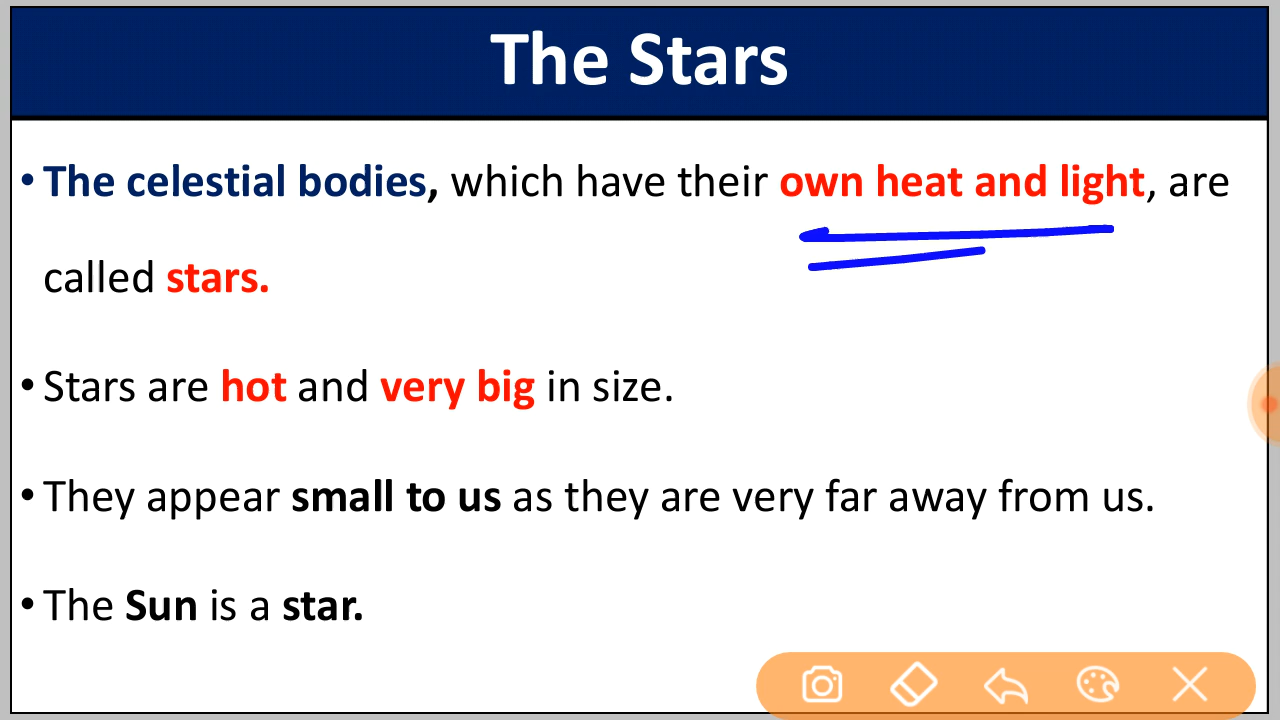 The Stars
• The celestial bodies, which have their own heat and light, are
called stars.
• Stars are hot and very big in size.
• They appear small to us as they are very far away from us.
• The Sun is a star.